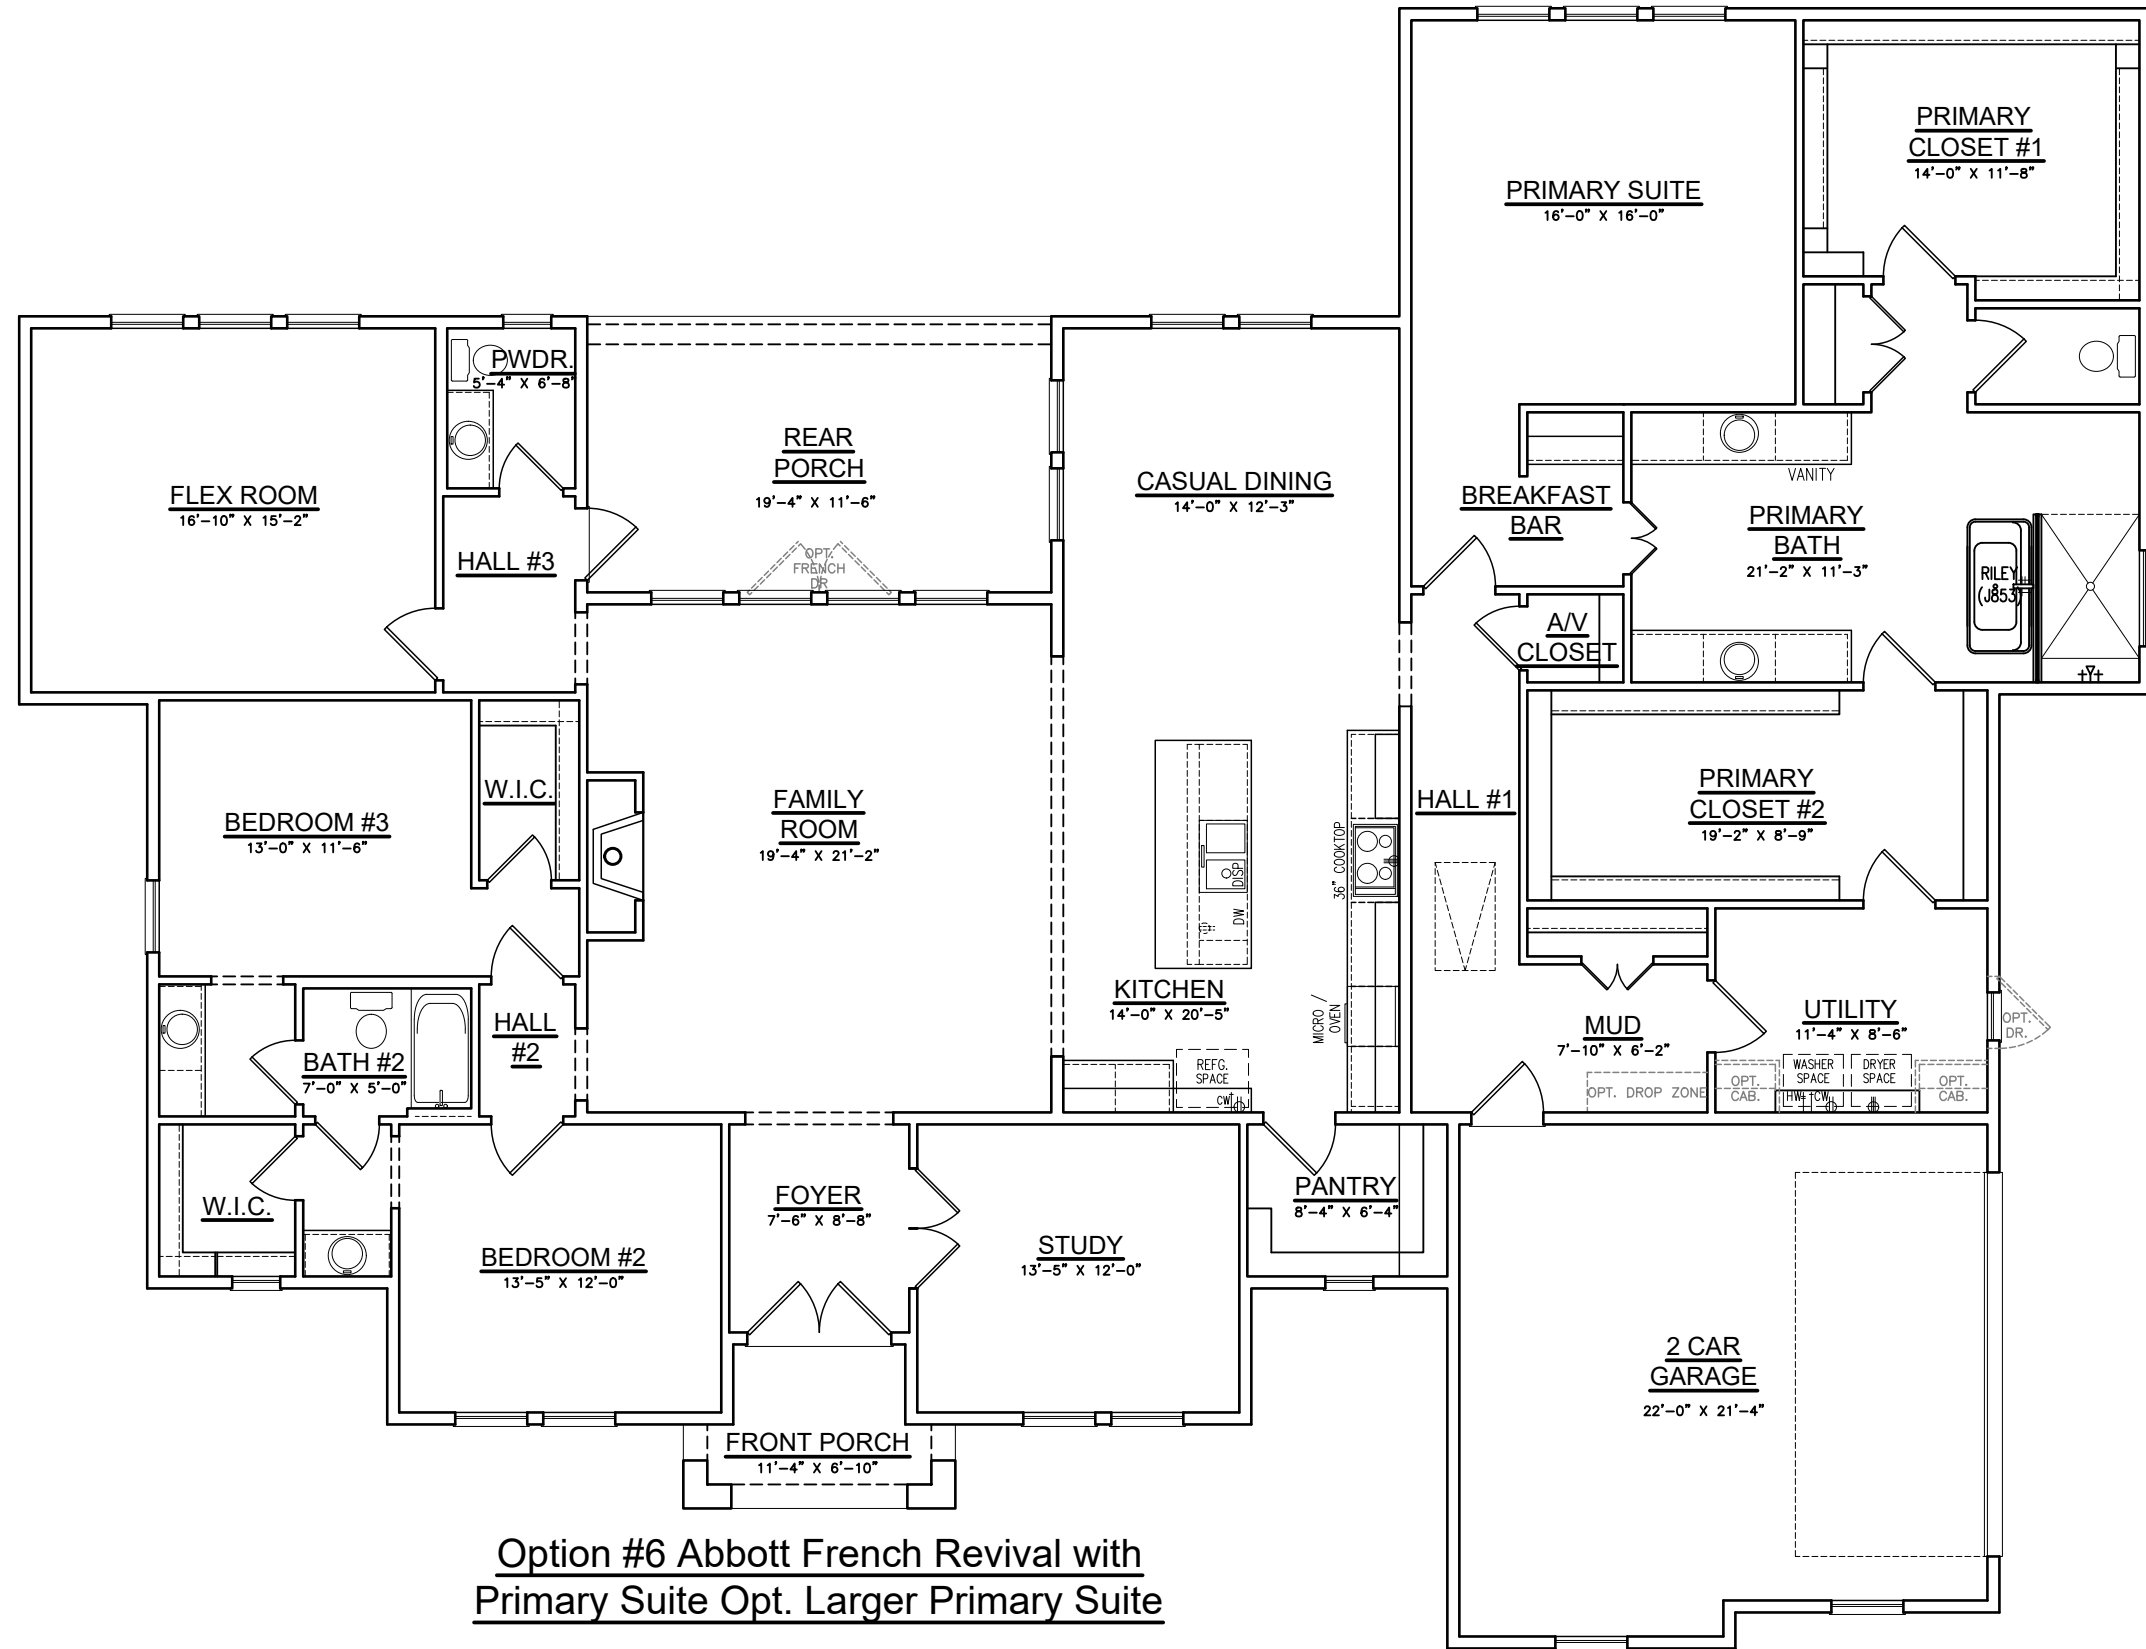 PRIMARY
CLOSET #1
14'-0" X 11'-8"
PRIMARY SUITE
16'-0" X 16'-0"
PWDR.
5'-4" X 6'-8"
REAR
PORCH
19'-4" X 11'-6"
OPT.
FRENCH
DR
CASUAL DINING
14'-0" X 12'-3"
FLEX ROOM
16'-10" X 15'-2"
HALL #3
BREAKFAST
BAR
VANITY
PRIMARY
BATH
21'-2" X 11'-3"
RILEY
&
(J853)
A/V
CLOSET
W.I.C.
BEDROOM #3
13'-0" X 11'-6"
FAMILY
ROOM
19'-4" X 21'-2"
DISP
DW
36" COOKTOP
HALL #1
PRIMARY
CLOSET #2
19'-2" X 8'-9"
KITCHEN
14'-0" X 20'-5"
MICRO /
OVEN
REFG.
SPACE
CW
HALL
#2
BATH #2
7'-0" X 5'-0"
MUD
7'-10" X 6'-2"
UTILITY
11'-4" X 8'-6"
OPT.
DR.
OPT. DROP ZONE
OPT.
CAB.
WASHER
SPACE
HW
CW
DRYER
SPACE
OPT.
CAB.
W.I.C.
FOYER
7'-6" X 8'-8"
PANTRY
8'-4" X 6'-4"
BEDROOM #2
13'-5" X 12'-0"
STUDY
13'-5" X 12'-0"
2 CAR
GARAGE
22'-0" X 21'-4"
FRONT PORCH
11'-4" X 6'-10"
Option #6 Abbott French Revival with
Primary Suite Opt. Larger Primary Suite